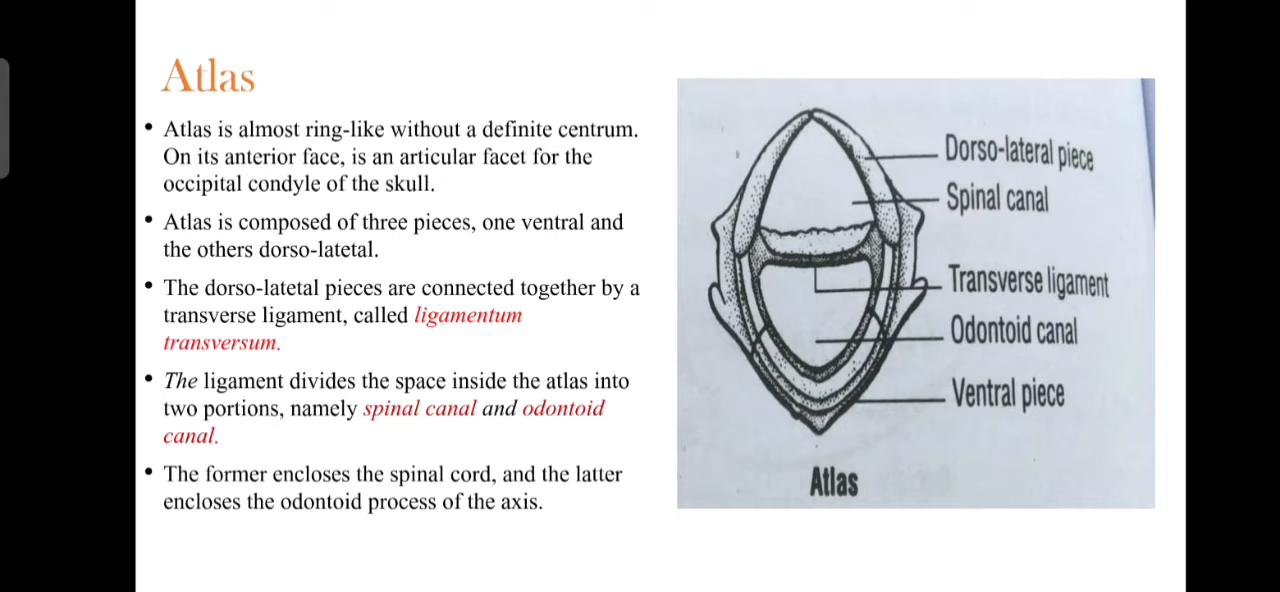 Atlas
• Atlas is almost ring-like without a definite centrum.
On its anterior face, is an articular facet for the
occipital condyle of the skull.
• Atlas is composed of three pieces, one ventral and
the others dorso-latetal.
• The dorso-latetal pieces are connected together by a
transverse ligament, called ligamentum
transversum.
• The ligament divides the space inside the atlas into
two portions, namely spinal canal and odontoid
canal.
• The former encloses the spinal cord, and the latter
encloses the odontoid process of the axis.
Dorso-lateral piece
Spinal canal
Transverse ligament
Odontoid canal
Ventral piece
Atlas